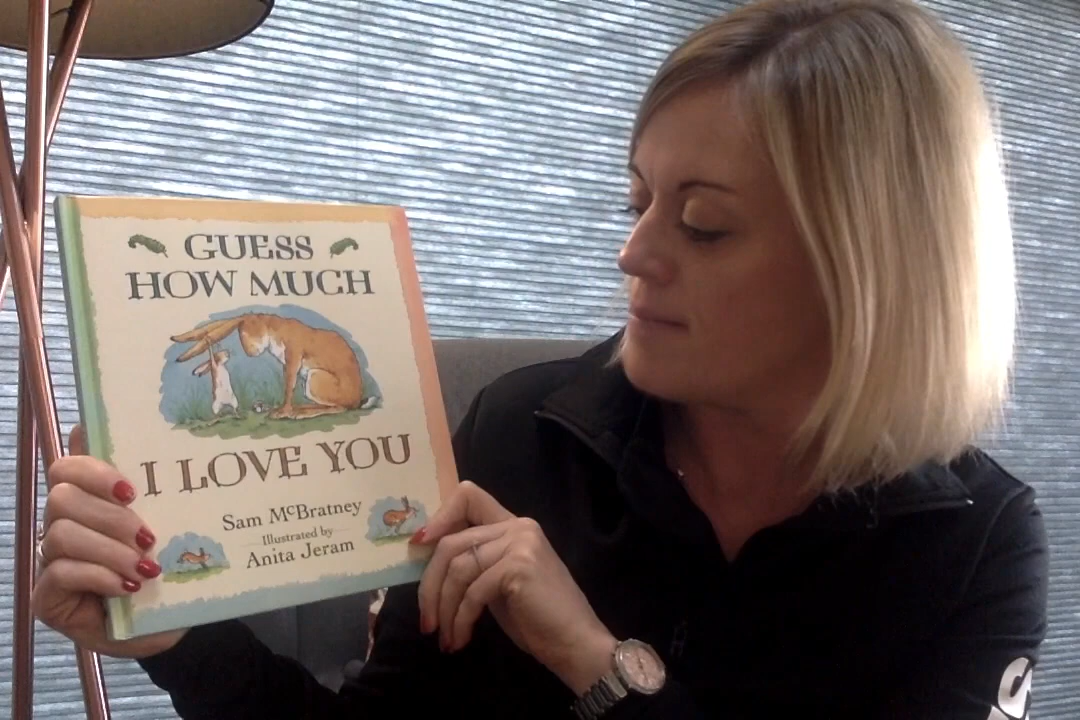 GUESS
HOW MUCH
I LOVE YOU
Sam McBratney
Illustrated by
Anita Jeram